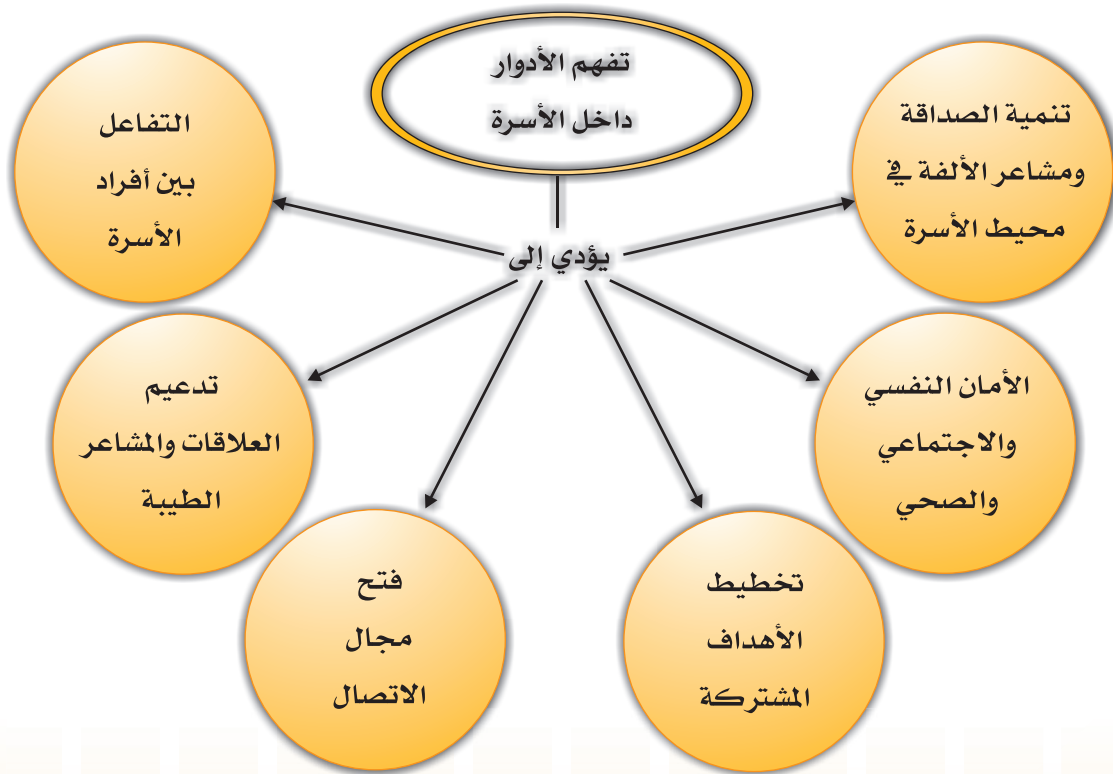 تفهم الأدوار
داخل الأسرة
يؤدي إلى
تنمية الصداقة
ومشاعر الألفة في
محيط الأسرة
الأمان النفسي
والاجتماعي
والصحي
تخطيط
الأهداف
المشتركة
فتح
مجال
الاتصال
تدعيم
العلاقات والمشاعر
الطيبة
التفاعل
بين أفراد
الأسرة